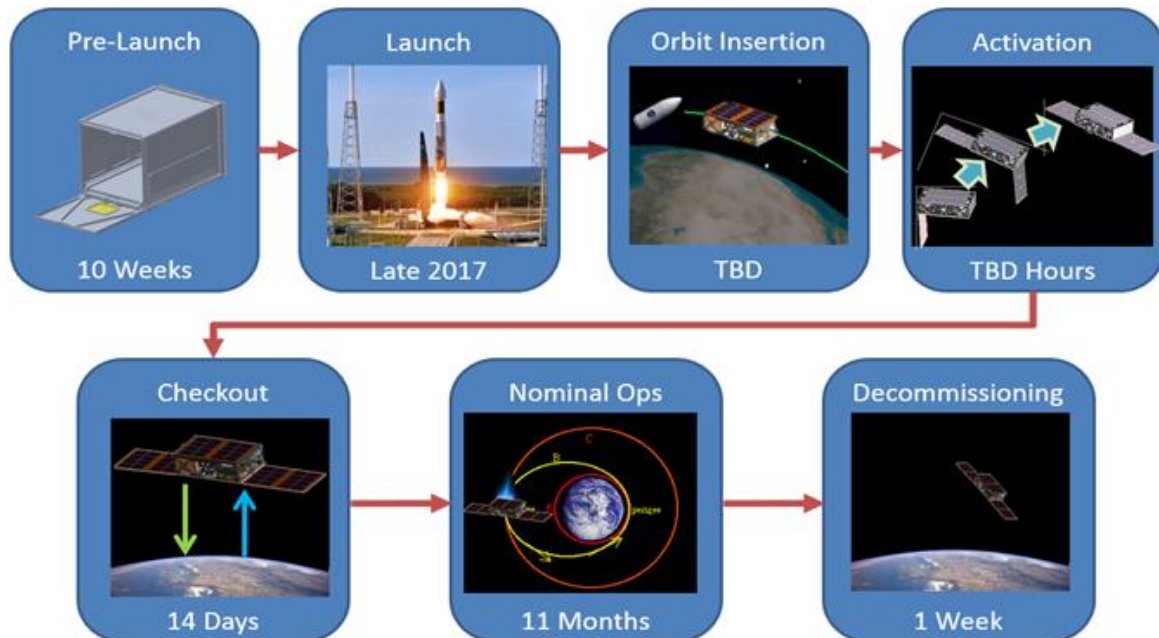 Pre-Launch
10 Weeks
Launch
Late 2017
Orbit Insertion
TBD
Activation
TBD Hours
Checkout
14 Days
Nominal Ops
C
B
A
perigee
11 Months
Decommissioning
1 Week